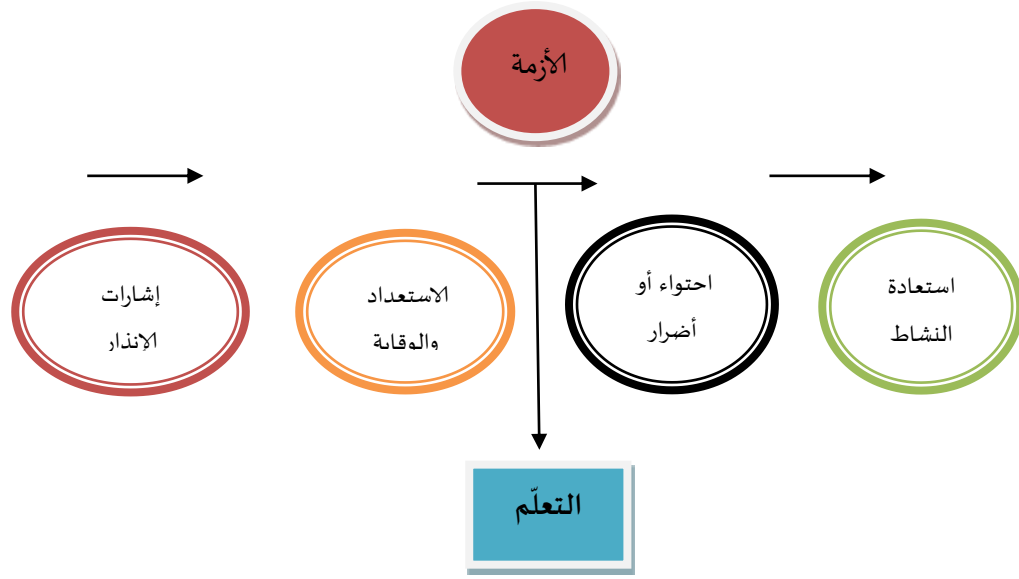 الأزمة
إشارات
الإنذار
الاستعداد
والوقاية
احتواء أو
أضرار
استعادة
النشاط
التعلّم